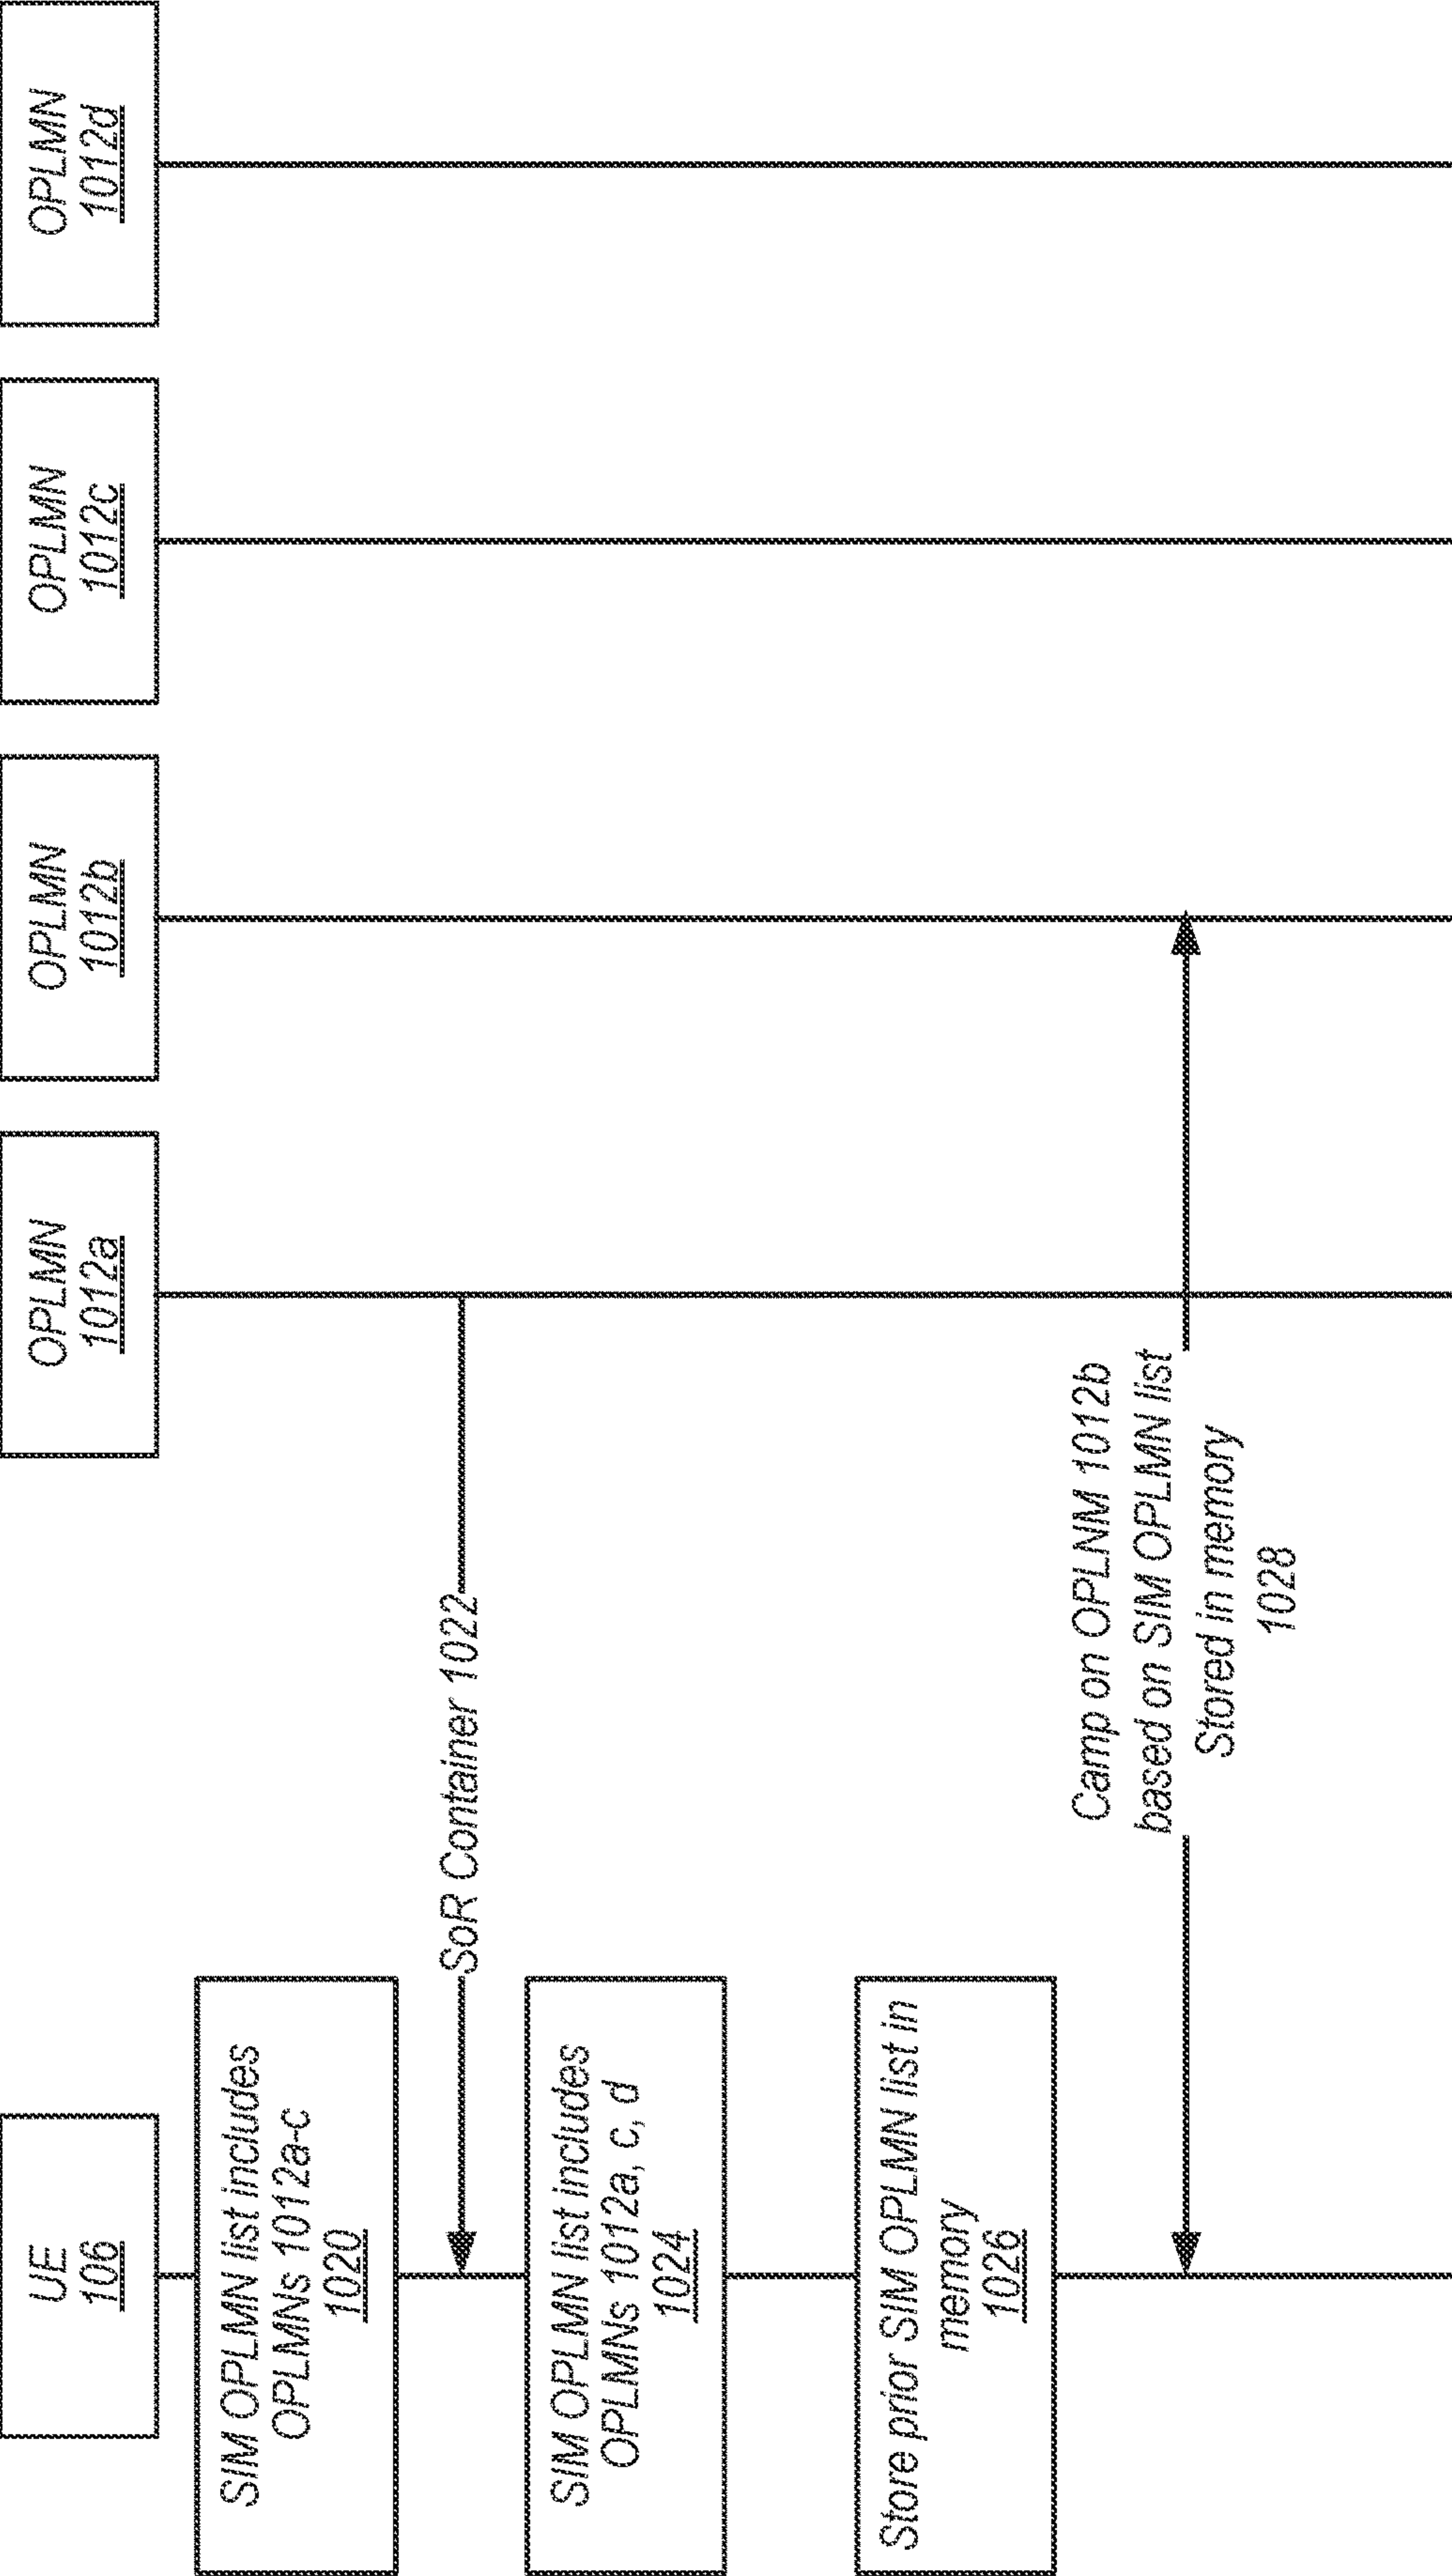 UE
106
OPLMN
1012a
OPLMN
1012b
OPLMN
1012c
OPLMN
1012d
SIM OPLMN list includes
OPLMNs 1012a-c
1020
SoR Container 1022
SIM OPLMN list includes
OPLMNs 1012a, c, d
1024
Store prior SIM OPLMN list in
memory
1026
Camp on OPLNM 1012b
based on SIM OPLMN list
Stored in memory
1028